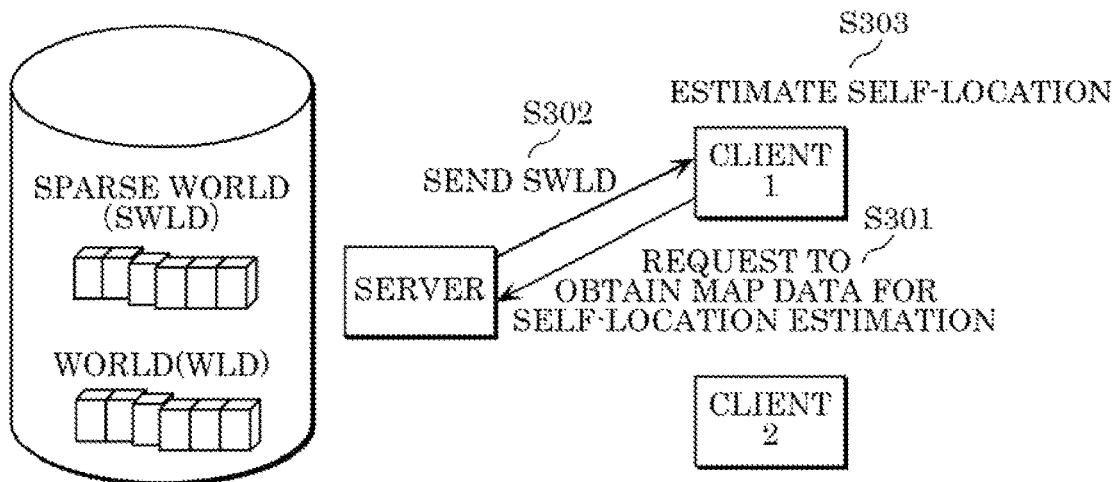 SPARSE WORLD
(SWLD)
WORLD(WLD)
SERVER
S302
SEND SWLD
S303
ESTIMATE SELF-LOCATION
CLIENT
1
S301
REQUEST TO
OBTAIN MAP DATA FOR
SELF-LOCATION ESTIMATION
CLIENT
2